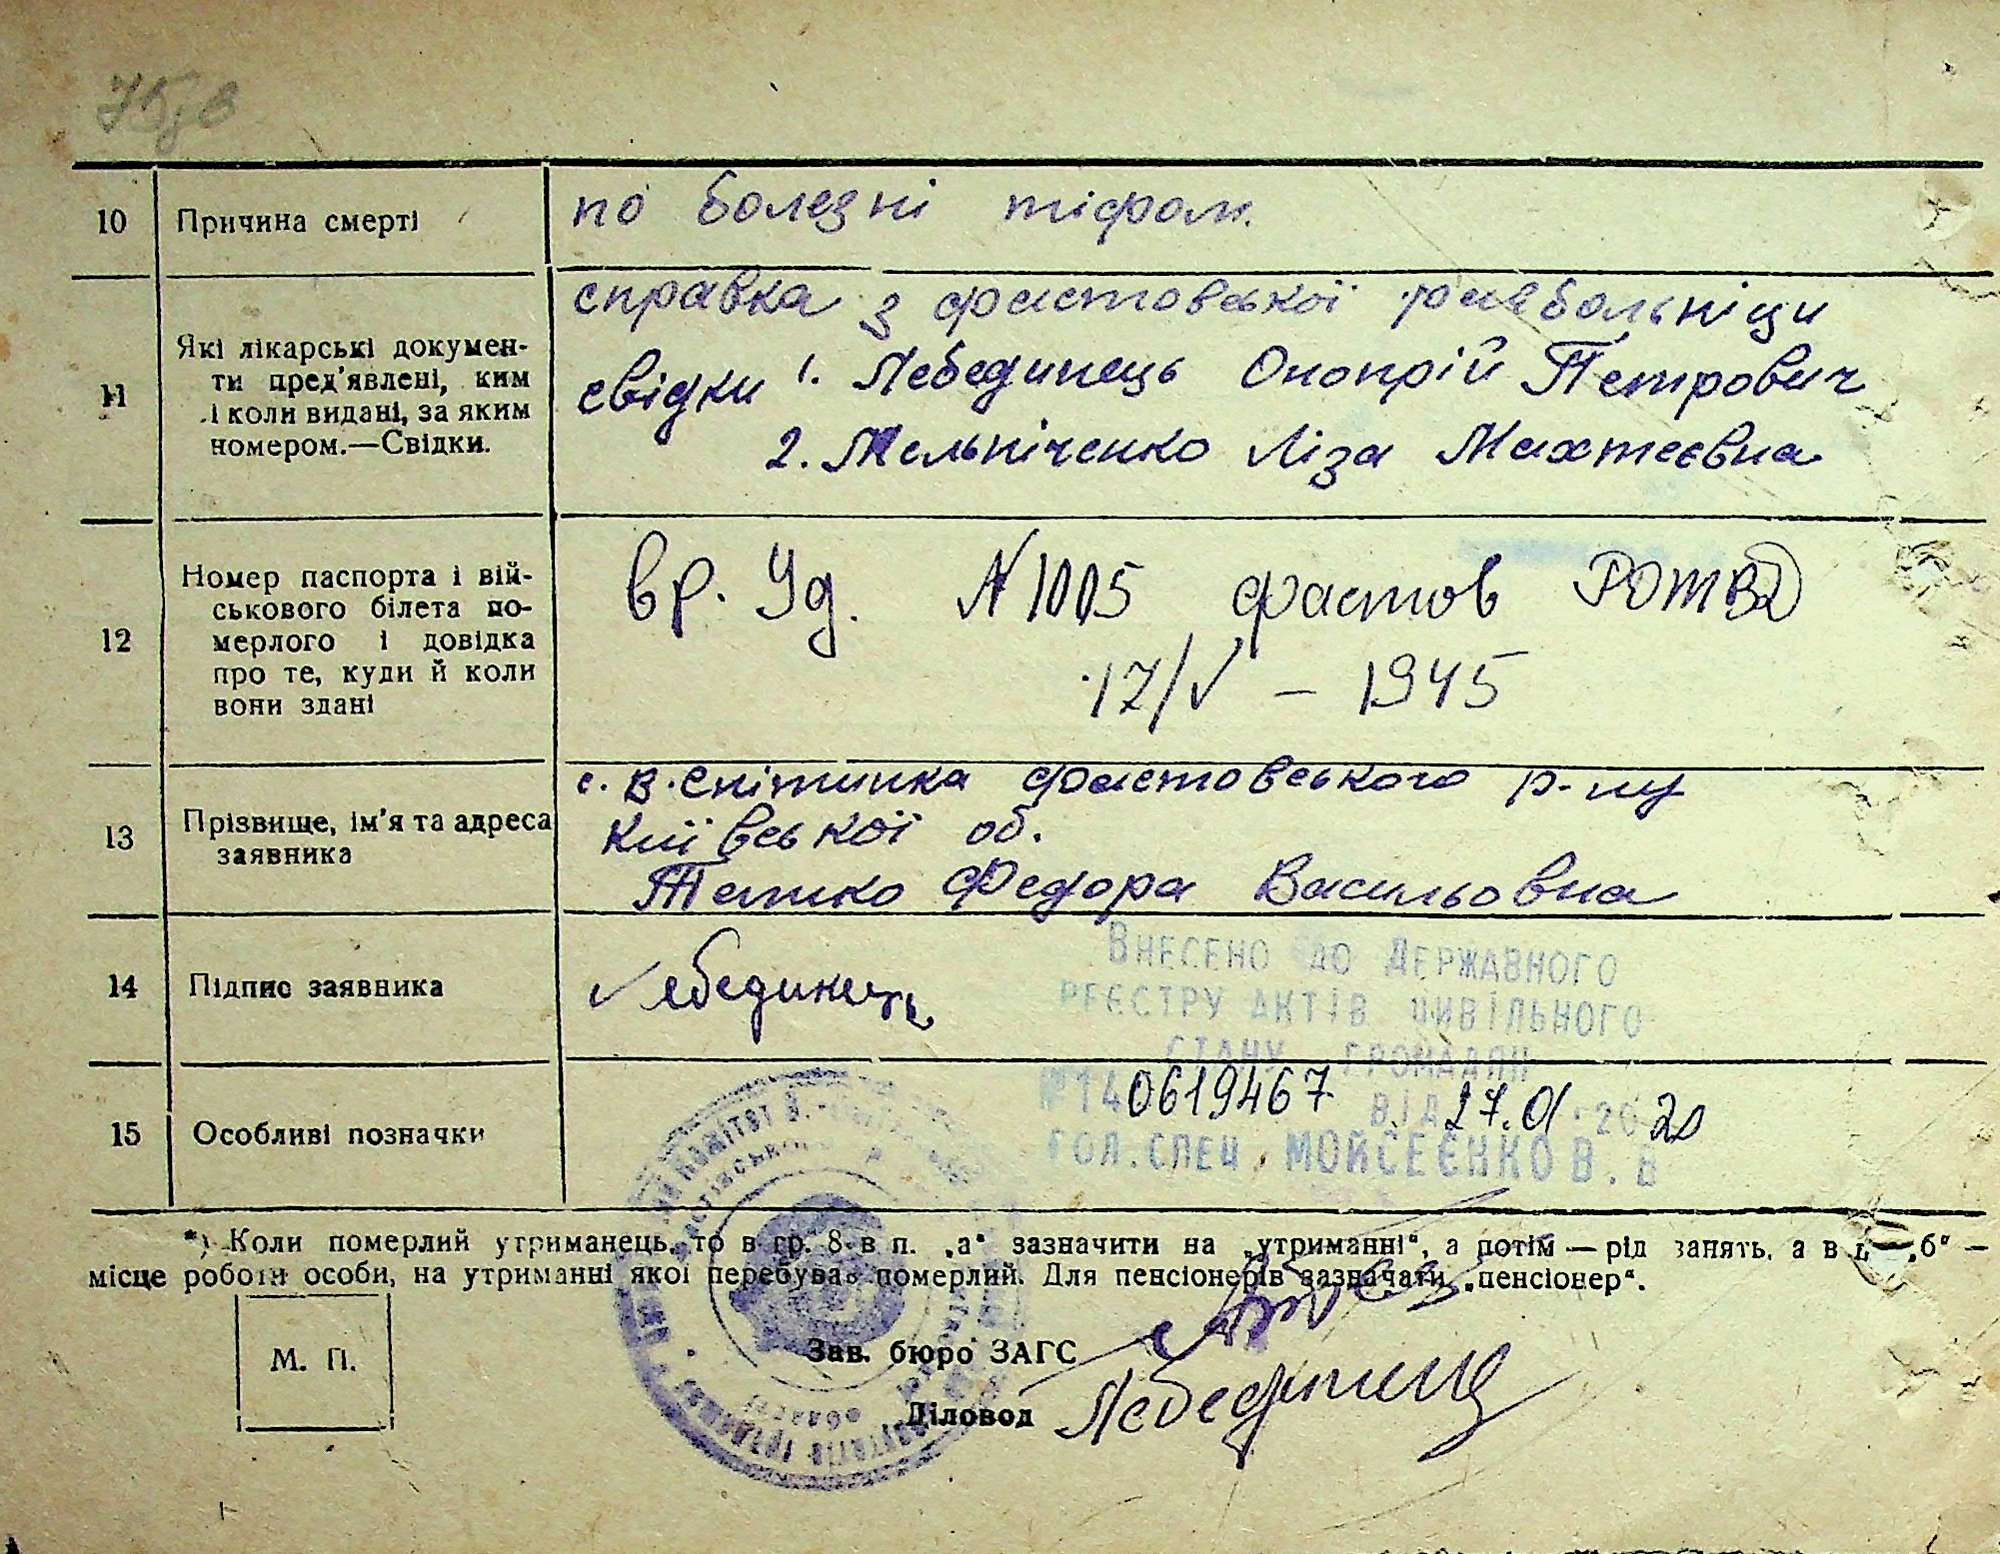 10 Причина смерті по болезні тіфом.
11 Які лікарські докумен-
ти пред'явлені, ким
і коли видані, за яким
номером.—Свідки.
справка з фастовської райбольніци
свідки 1. Лебединець Онопрій Петрович
2. Мельніченко Ліза Махтеєвна
12 Номер паспорта і вій-
ськового білета по-
мерлого і довідка
про те, куди й коли
вони здані
вр. Уд. N 1005 фастов
17/V – 1945
13 Прізвище, ім'я та адреса
заявника
с. В. Снітинка фастовського р-ну
Київської об.
Федора Васильовна
14 Підпис заявника Лебединець
15 Особливі позначки
Внесено до Державного
реєстру актів цивільного
стану громадян
№140619467 від 27.01.2020
гол. спец. Мойсеєнко В. В
*) Коли померлий утриманець, то в гр. 8 в п. „а“ зазначити на „утриманні“, а потім — рід занять, а в п. — „б“ —
місце роботи особи, на утриманні якої перебував померлий. Для пенсіонерів зазначати „пенсіонер“.
М. П.
Зав. бюро ЗАГС
Діловод Лебединец